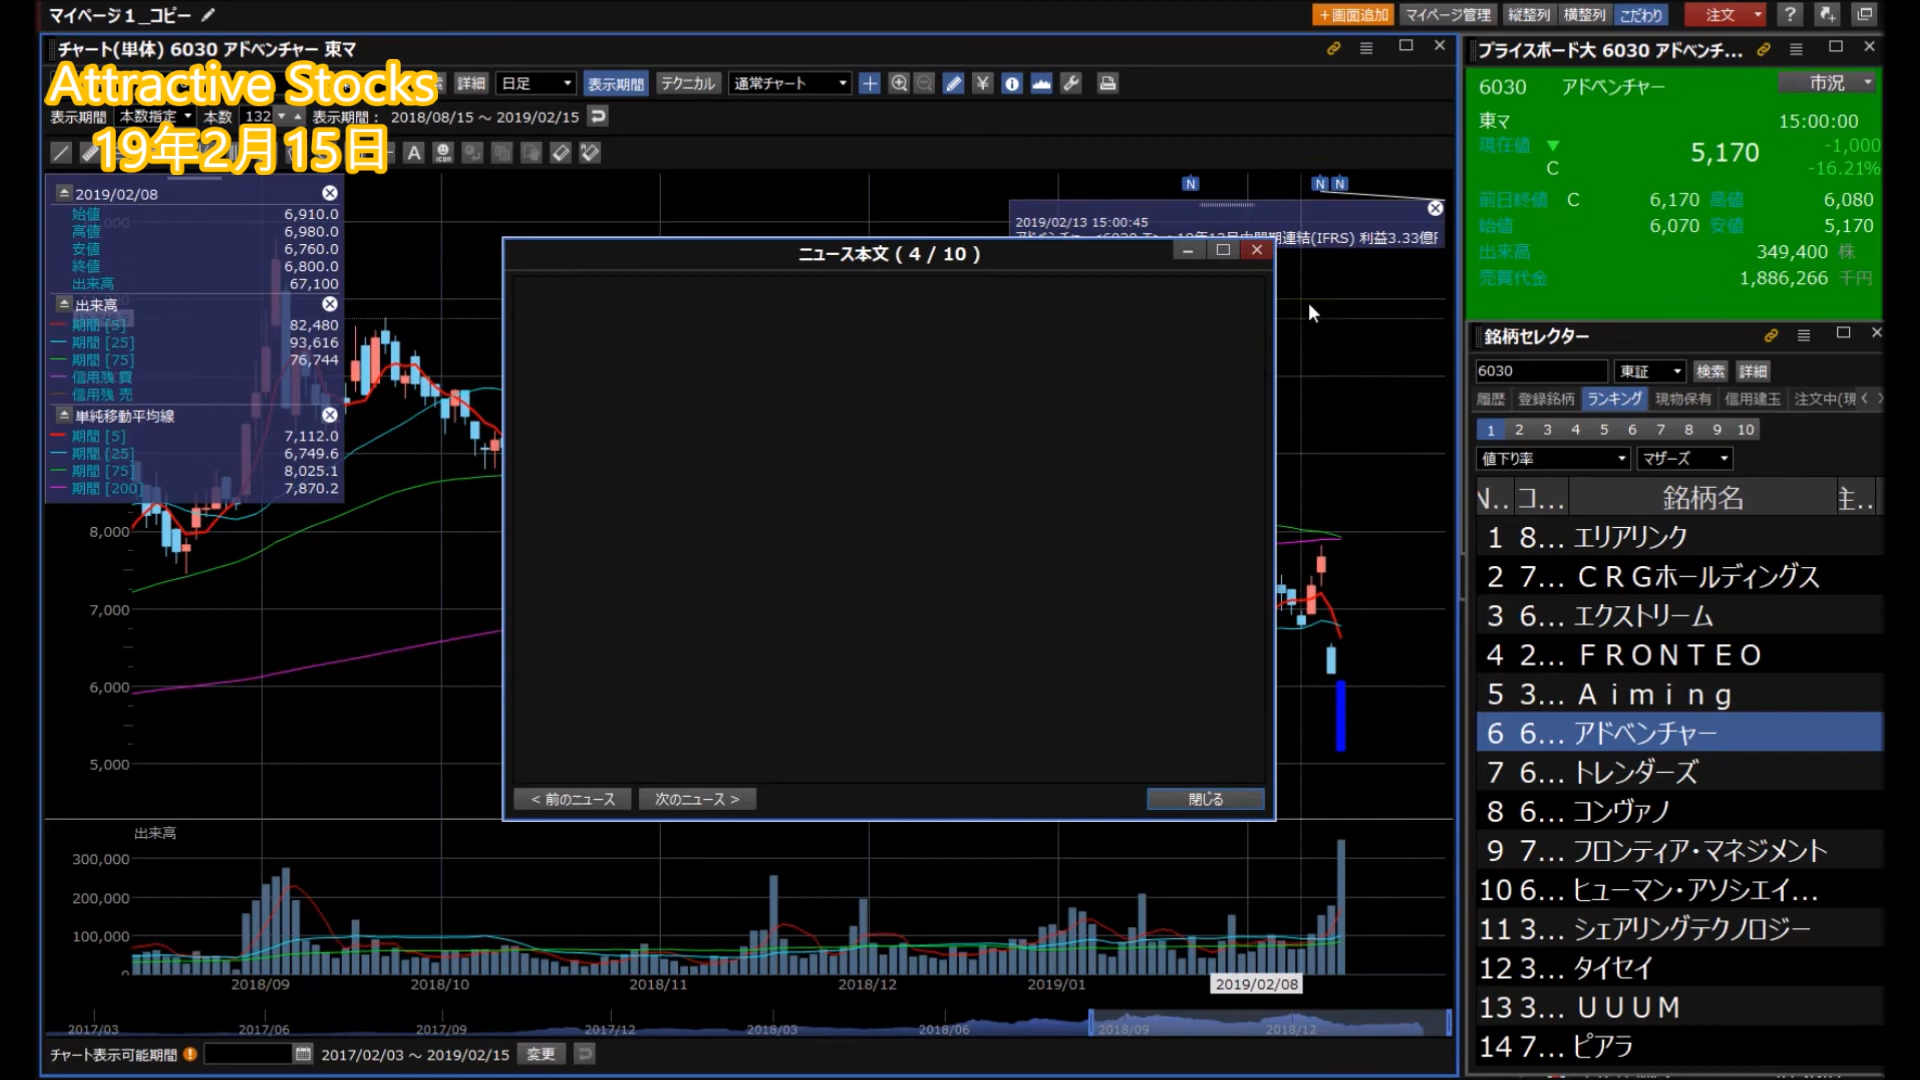 マイページ１_コピー
＋画面追加 マイページ管理 縦整列 横整列 こだわり 注文 ?
チャート(単体) 6030 アドベンチャー 東マ
Attractive Stocks
19年2月15日
詳細 日足 表示期間 テクニカル 通常チャート
表示期間 本数指定 本数 132 表示期間： 2018/08/15 ～ 2019/02/15
A
2019/02/08
始値 6,910.0
高値 6,980.0
安値 6,760.0
終値 6,800.0
出来高 67,100
出来高
期間 [5] 82,480
期間 [25] 93,616
期間 [75] 76,744
信用残 買
信用残 売
単純移動平均線
期間 [5] 7,112.0
期間 [25] 6,749.6
期間 [75] 8,025.1
期間 [200] 7,870.2
N N N
2019/02/13 15:00:45
中間期連結(IFRS) 利益3.33億
ニュース本文 ( 4 / 10 )
< 前のニュース 次のニュース > 閉じる
8,000
7,000
6,000
5,000
出来高
300,000
200,000
100,000
0
2018/09 2018/10 2018/11 2018/12 2019/01 2019/02/08
2017/03 2017/06 2017/09 2017/12 2018/03 2018/06 2018/09 2018/12
チャート表示可能期間 2017/02/03 ～ 2019/02/15 変更
プライスボード大 6030 アドベンチ...
6030 アドベンチャー 市況
東マ 15:00:00
現在値 ▼ 5,170 -1,000
C -16.21%
前日終値 C 6,170 高値 6,080
始値 6,070 安値 5,170
出来高 349,400 株
売買代金 1,886,266 千円
銘柄セレクター
6030 東証 検索 詳細
履歴 登録銘柄 ランキング 現物保有 信用建玉 注文中(現
1 2 3 4 5 6 7 8 9 10
値下り率 マザーズ
N.. コ... 銘柄名 主..
1 8... エリアリンク
2 7... ＣＲＧホールディングス
3 6... エクストリーム
4 2... ＦＲＯＮＴＥＯ
5 3... Ａｉｍｉｎｇ
6 6... アドベンチャー
7 6... トレンダーズ
8 6... コンヴァノ
9 7... フロンティア・マネジメント
10 6... ヒューマン・アソシエイ...
11 3... シェアリングテクノロジー
12 3... タイセイ
13 3... ＵＵＵＭ
14 7... ピアラ